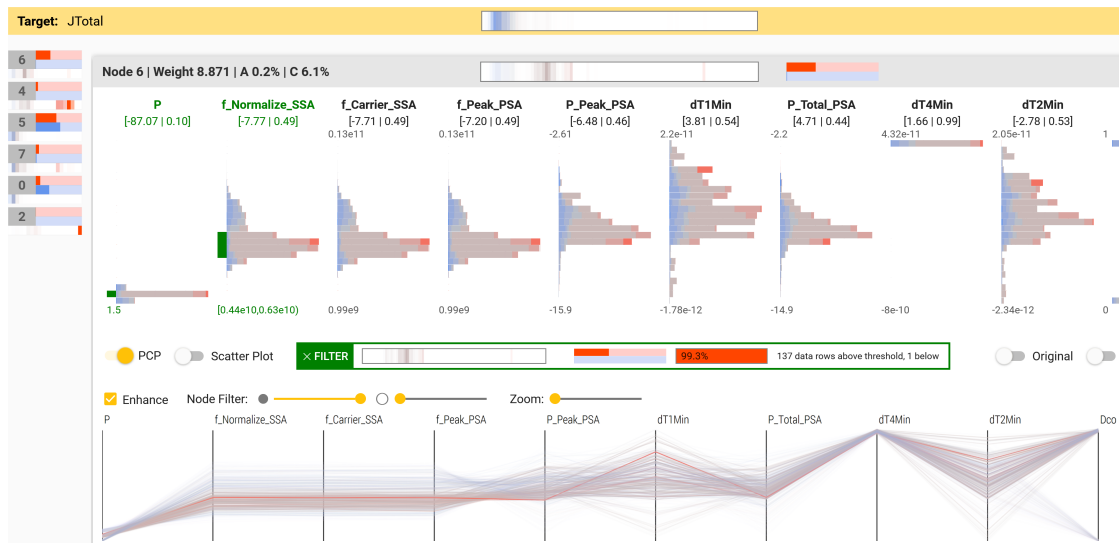 Target: JTotal
6
4
5
7
0
2
Node 6 | Weight 8.871 | A 0.2% | C 6.1%
P f_Normalize_SSA f_Carrier_SSA f_Peak_PSA P_Peak_PSA dT1Min P_Total_PSA dT4Min dT2Min
[-87.07 | 0.10] [-7.77 | 0.49] [-7.71 | 0.49] [-7.20 | 0.49] [-6.48 | 0.46] [3.81 | 0.54] [4.71 | 0.44] [1.66 | 0.99] [-2.78 | 0.53]
0.13e11 0.13e11 -2.61 2.2e-11 -2.2 4.32e-11 2.05e-11 1
1.5 [0.44e10,0.63e10) 0.99e9 0.99e9 -15.9 -1.78e-12 -14.9 -8e-10 -2.34e-12 0
PCP Scatter Plot × FILTER 99.3% 137 data rows above threshold, 1 below Original
Enhance Node Filter: Zoom:
P f_Normalize_SSA f_Carrier_SSA f_Peak_PSA P_Peak_PSA dT1Min P_Total_PSA dT4Min dT2Min Dco